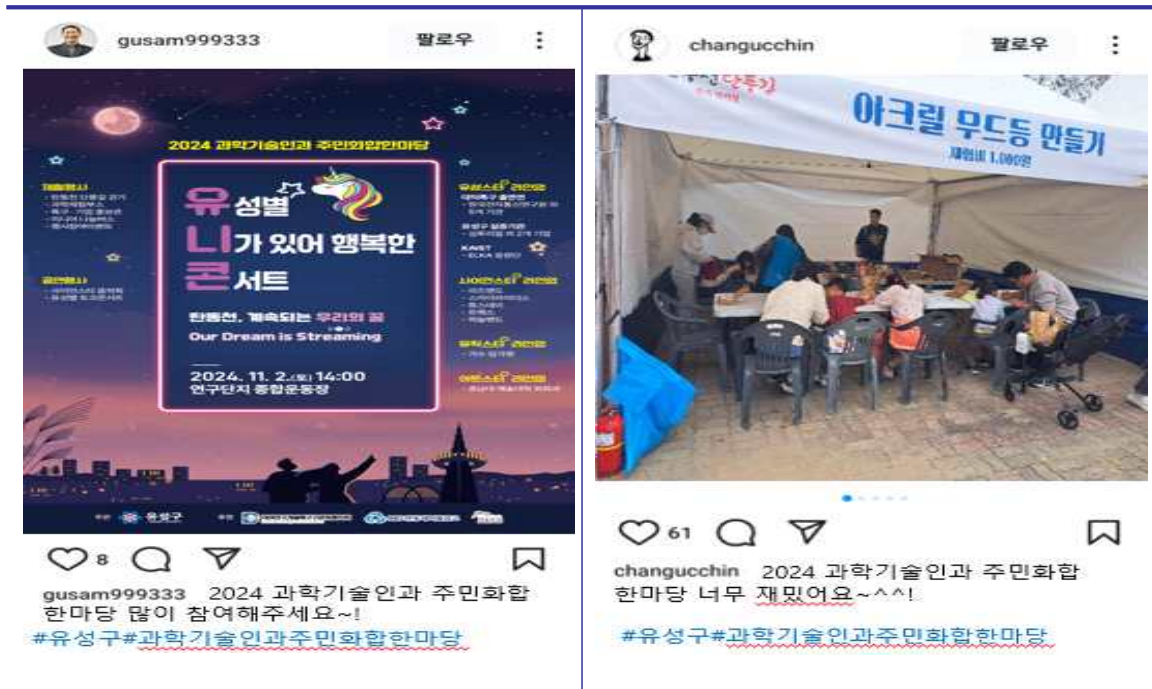 gusam999333
팔로우
2024 과학기술인과 주민화합한마당
유성별
니가 있어 행복한
콘서트
탄동천, 계속되는 우리의 꿈
Our Dream is Streaming
2024. 11. 2.(토) 14:00
연구단지 종합운동장
체험행사
공연행사
유성스타 라인업
KAIST
사이언스타 라인업
뮤직스타 라인업
아트스타 라인업
유성구
8
gusam999333 2024 과학기술인과 주민화합
한마당 많이 참여해주세요~!
#유성구#과학기술인과주민화합한마당
changucchin
팔로우
아크릴 무드등 만들기
체험비 1,000원
61
changucchin 2024 과학기술인과 주민화합
한마당 너무 재밌어요~^^!
#유성구#과학기술인과주민화합한마당